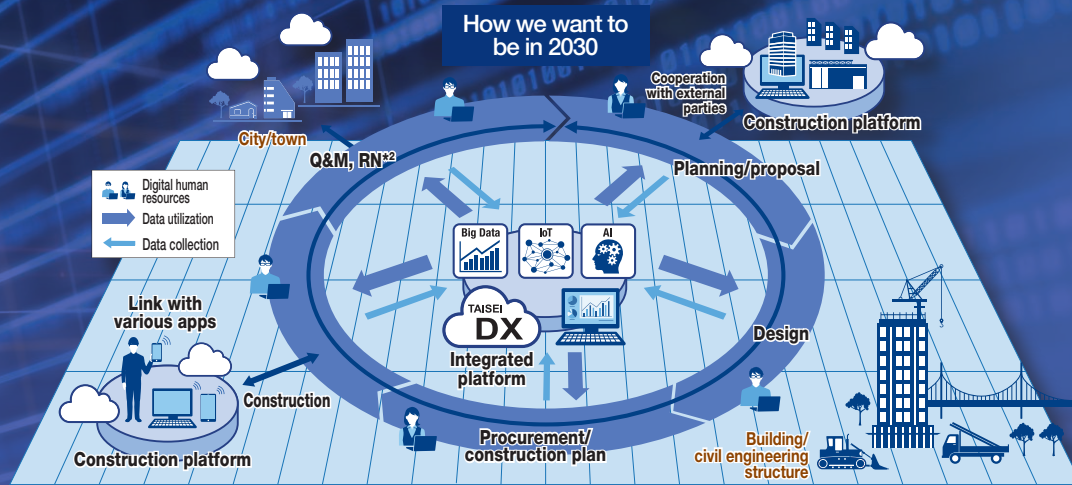 How we want to
be in 2030
Cooperation
with external
parties
Construction platform
City/town
Q&M, RN*2
Planning/proposal
Digital human
resources
Data utilization
Data collection
Big Data
IoT
AI
TAISEI
DX
Integrated
platform
Link with
various apps
Design
Construction
Construction platform
Procurement/
construction plan
Building/
civil engineering
structure